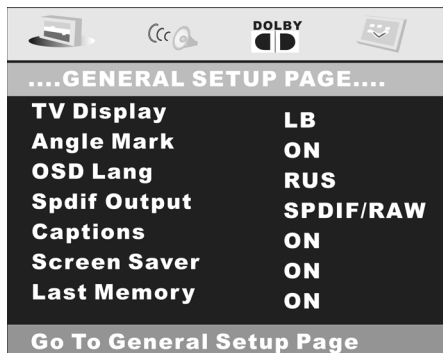 DOLBY
....GENERAL SETUP PAGE....
TV Display LB
Angle Mark ON
OSD Lang RUS
Spdif Output SPDIF/RAW
Captions ON
Screen Saver ON
Last Memory ON
Go To General Setup Page